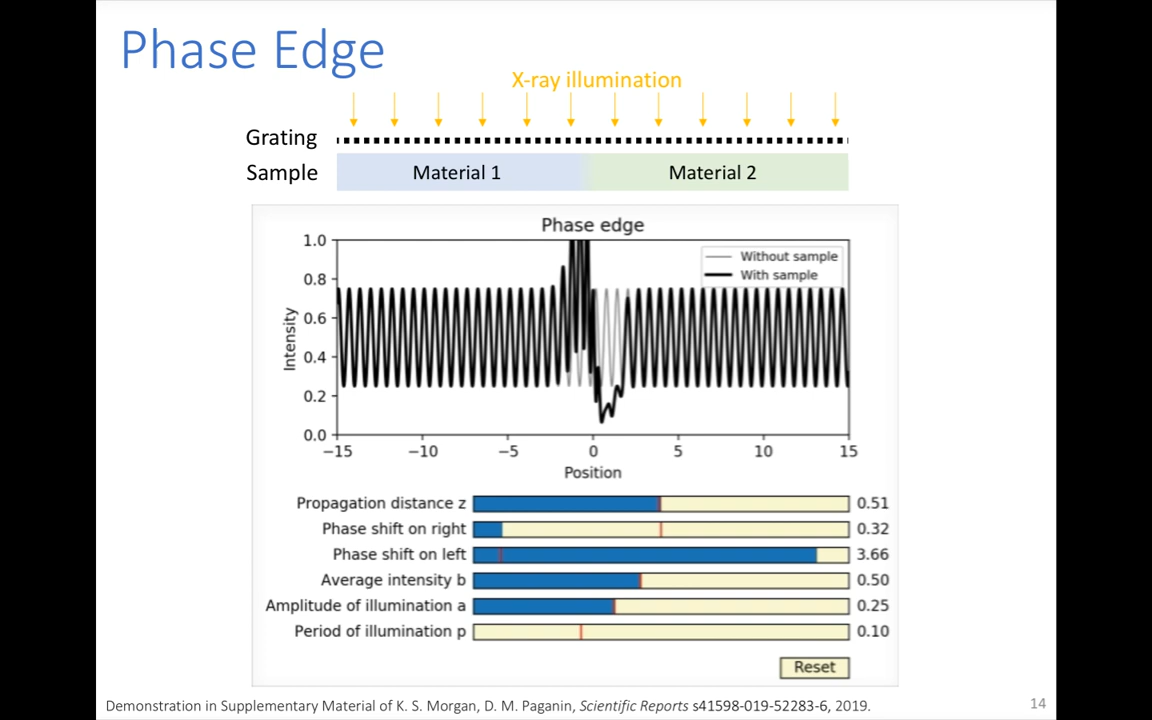 Phase Edge
X-ray illumination
Grating
Sample
Material 1
Material 2
Phase edge
Without sample
With sample
Intensity
1.0
0.8
0.6
0.4
0.2
0.0
−15
−10
−5
0
5
10
15
Position
Propagation distance z 0.51
Phase shift on right 0.32
Phase shift on left 3.66
Average intensity b 0.50
Amplitude of illumination a 0.25
Period of illumination p 0.10
Reset
Demonstration in Supplementary Material of K. S. Morgan, D. M. Paganin, Scientific Reports s41598-019-52283-6, 2019.
14